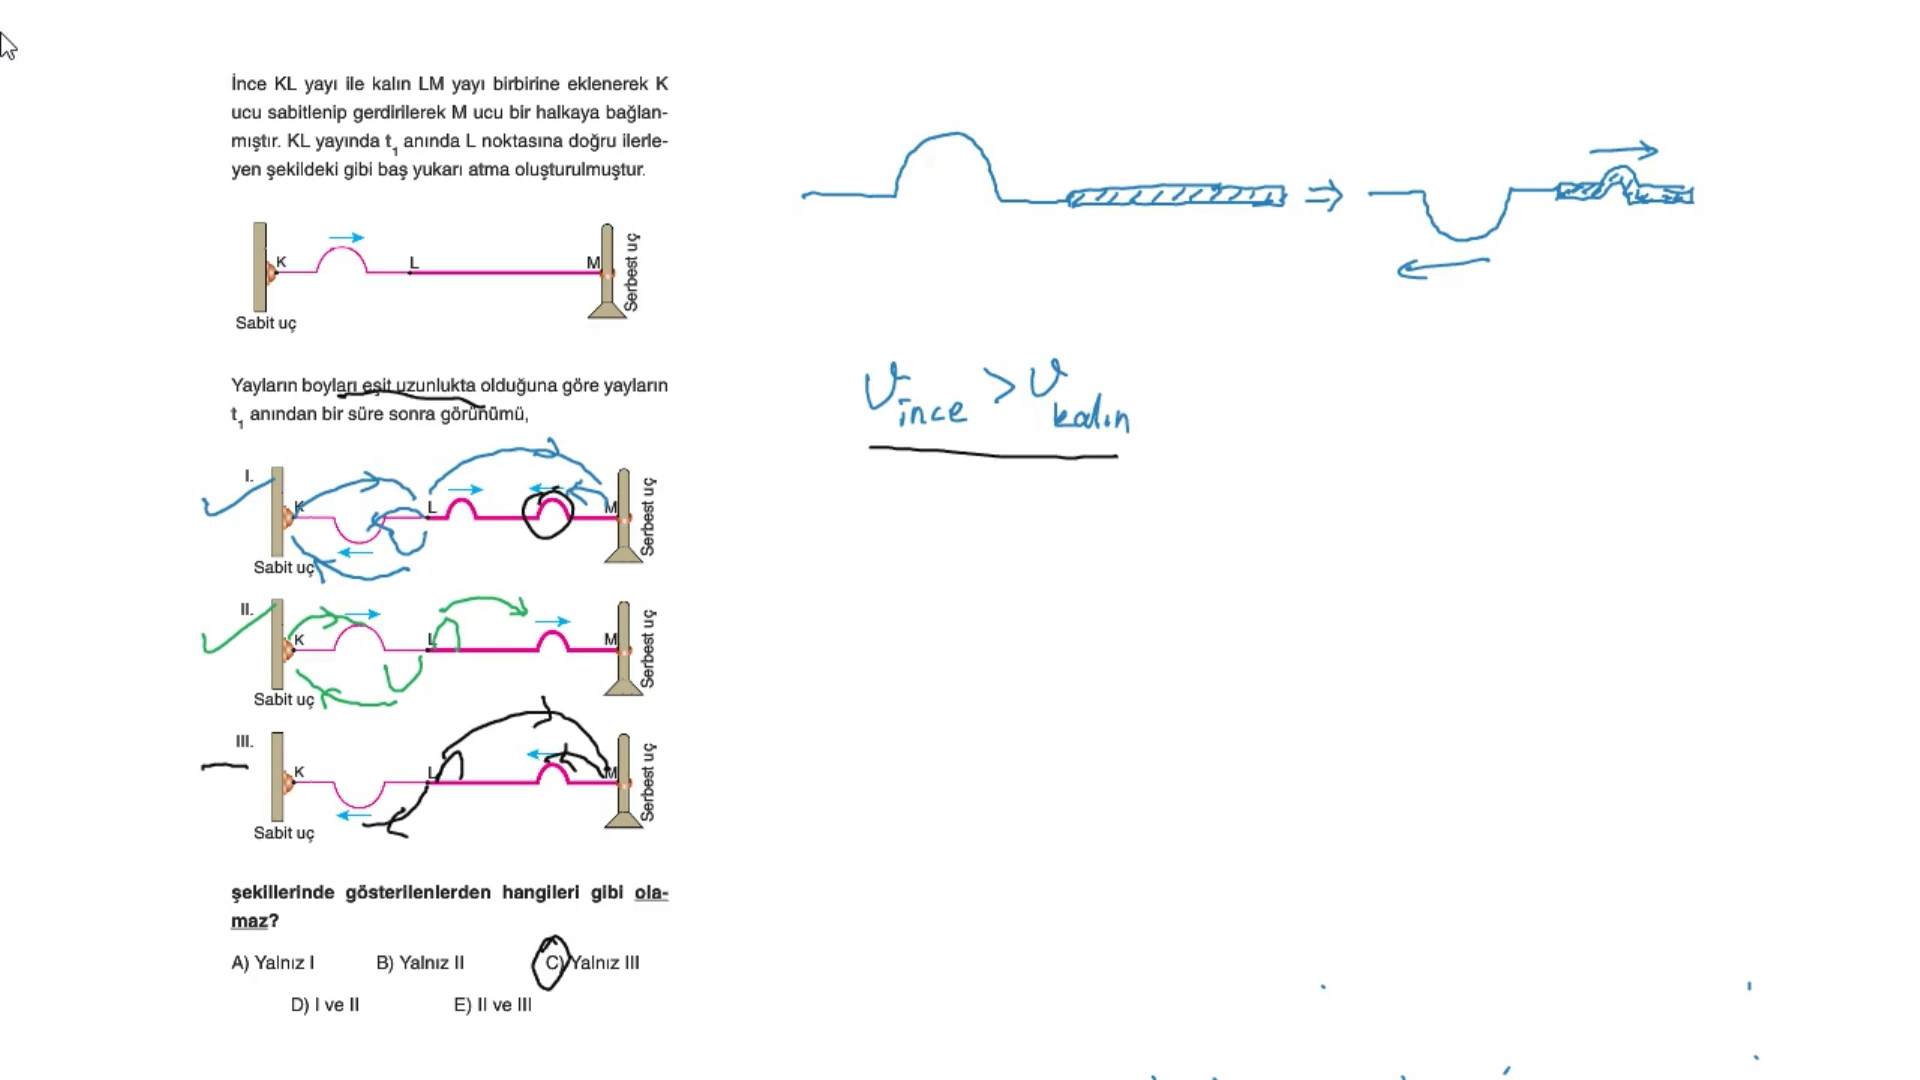 İnce KL yayı ile kalın LM yayı birbirine eklenerek K
ucu sabitlenip gerdirilerek M ucu bir halkaya bağlan-
mıştır. KL yayında t₁ anında L noktasına doğru ilerle-
yen şekildeki gibi baş yukarı atma oluşturulmuştur.
K
L
M
Serbest uç
Sabit uç
Yayların boyları eşit uzunlukta olduğuna göre yayların
t₁ anından bir süre sonra görünümü,
I.
K
L
M
Serbest uç
Sabit uç
II.
K
L
M
Serbest uç
Sabit uç
III.
K
L
M
Serbest uç
Sabit uç
şekillerinde gösterilenlerden hangileri gibi ola-
maz?
A) Yalnız I B) Yalnız II C) Yalnız III
D) I ve II E) II ve III
⇒
V ince > V kalın